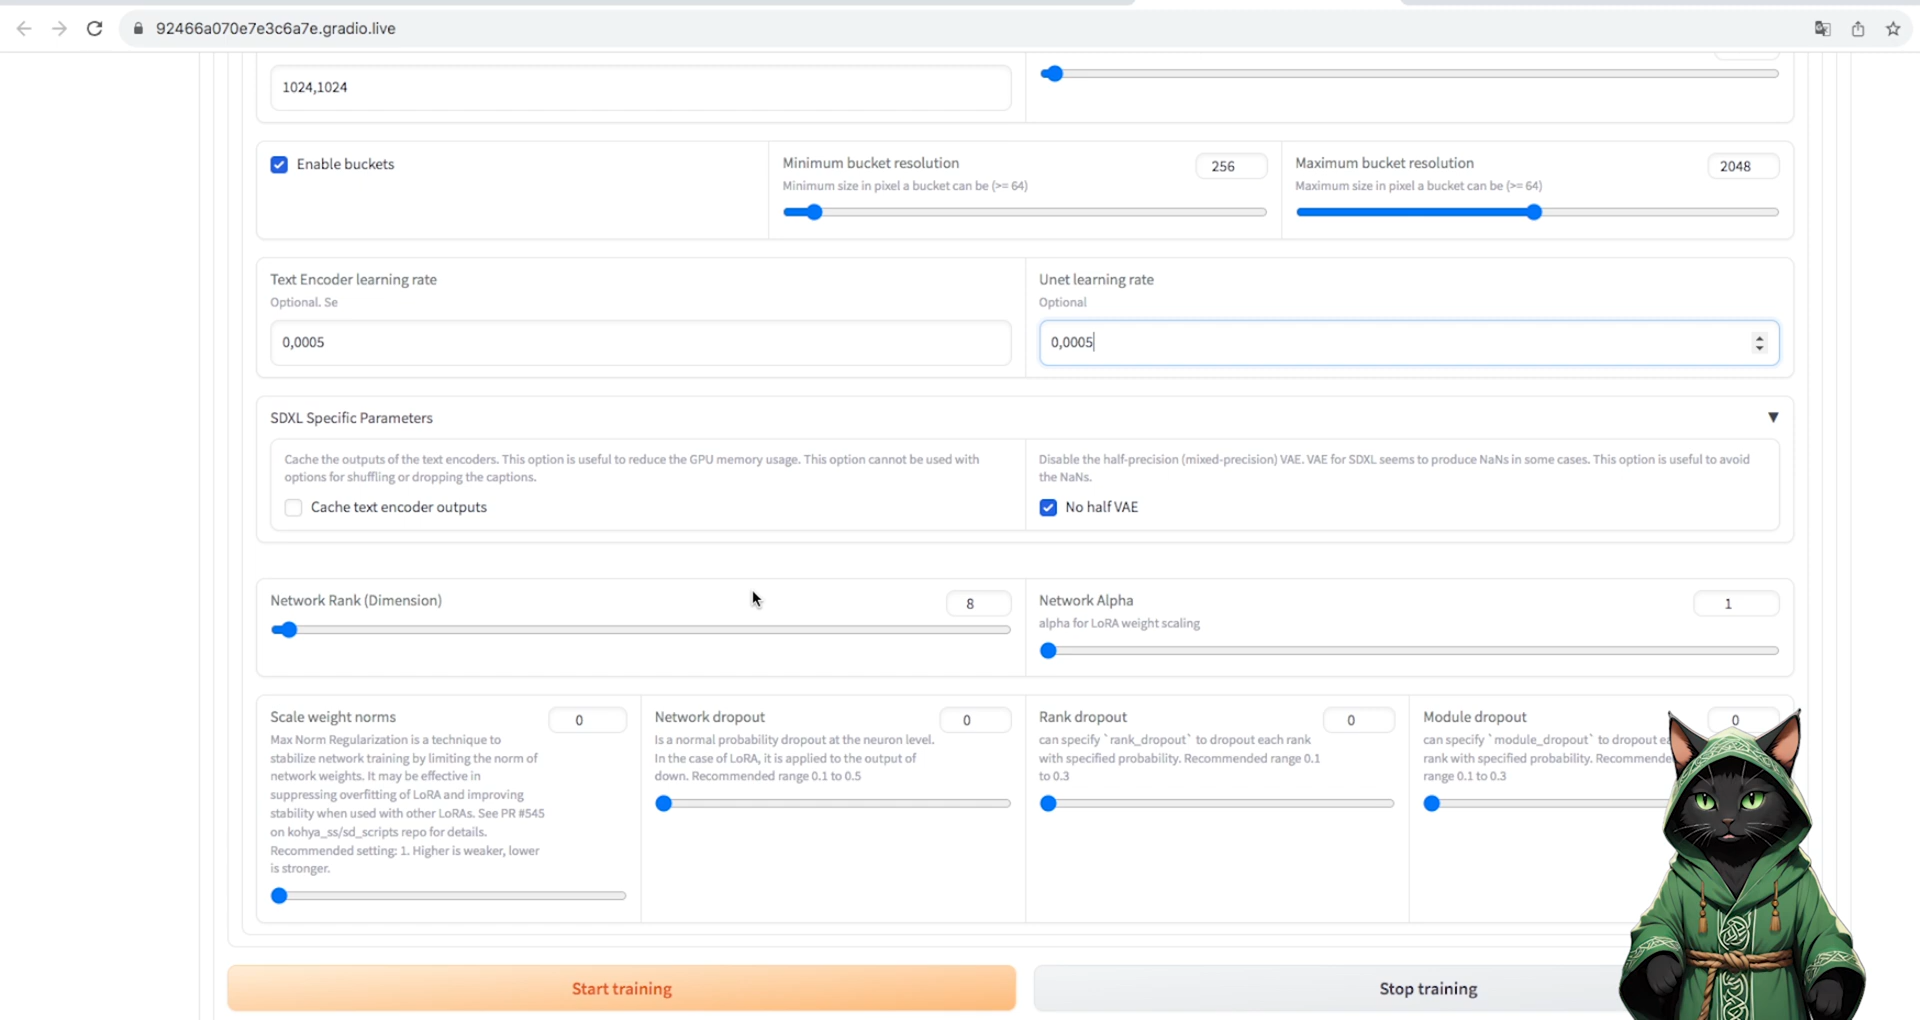 92466a070e7e3c6a7e.gradio.live
1024,1024
Enable buckets
Minimum bucket resolution
256
Minimum size in pixel a bucket can be (>= 64)
Maximum bucket resolution
2048
Maximum size in pixel a bucket can be (>= 64)
Text Encoder learning rate
Optional. Se
0,0005
Unet learning rate
Optional
0,0005
SDXL Specific Parameters
Cache the outputs of the text encoders. This option is useful to reduce the GPU memory usage. This option cannot be used with
options for shuffling or dropping the captions.
Cache text encoder outputs
Disable the half-precision (mixed-precision) VAE. VAE for SDXL seems to produce NaNs in some cases. This option is useful to avoid
the NaNs.
No half VAE
Network Rank (Dimension)
8
Network Alpha
1
alpha for LoRA weight scaling
Scale weight norms
0
Max Norm Regularization is a technique to
stabilize network training by limiting the norm of
network weights. It may be effective in
suppressing overfitting of LoRA and improving
stability when used with other LoRAs. See PR #545
on kohya_ss/sd_scripts repo for details.
Recommended setting: 1. Higher is weaker, lower
is stronger.
Network dropout
0
Is a normal probability dropout at the neuron level.
In the case of LoRA, it is applied to the output of
down. Recommended range 0.1 to 0.5
Rank dropout
0
can specify `rank_dropout` to dropout each rank
with specified probability. Recommended range 0.1
to 0.3
Module dropout
0
can specify `module_dropout` to dropout
rank with specified probability.
range 0.1 to 0.3
Start training
Stop training